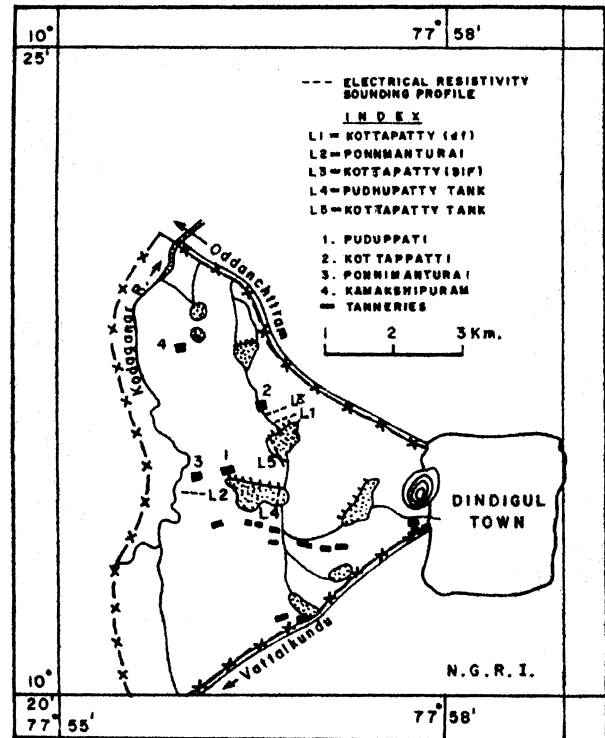 10°
77° 58'
25'
--- ELECTRICAL RESISTIVITY
SOUNDING PROFILE
INDEX
L1= KOTTAPATTY (df)
L2= PONNMANTURAI
L3= KOTTAPATTY (SIF)
L4= PUDHUPATTY TANK
L5= KOTTAPATTY TANK
1. PUDUPPATI
2. KOTTAPPATTI
3. PONNIMANTURAI
4. KAMAKSHIPURAM
TANNERIES
1 2 3 Km.
Oddanchtiram
Kodaganar R.
4
2
L3
L1
L5
1
3
L2
L4
DINDIGUL
TOWN
Vattalkundu
N.G.R.I.
10°
20'
77° 55'
77° 58'